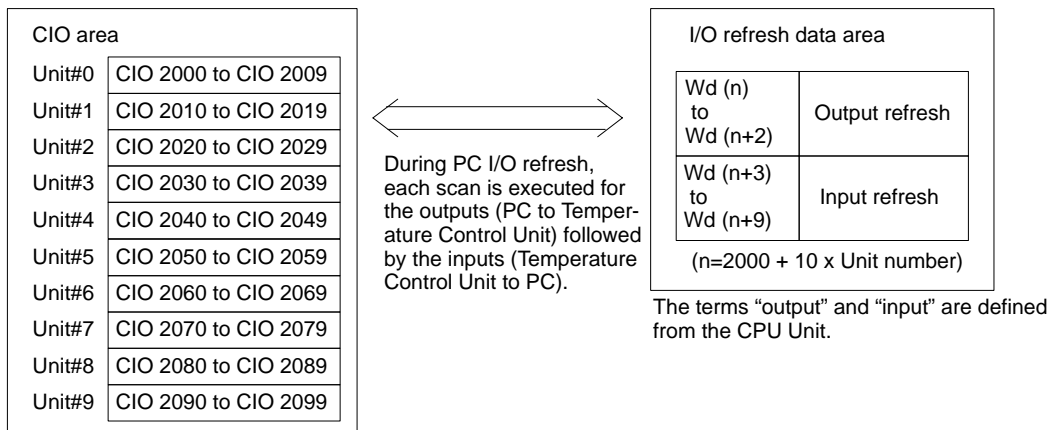 CIO area
Unit#0 CIO 2000 to CIO 2009
Unit#1 CIO 2010 to CIO 2019
Unit#2 CIO 2020 to CIO 2029
Unit#3 CIO 2030 to CIO 2039
Unit#4 CIO 2040 to CIO 2049
Unit#5 CIO 2050 to CIO 2059
Unit#6 CIO 2060 to CIO 2069
Unit#7 CIO 2070 to CIO 2079
Unit#8 CIO 2080 to CIO 2089
Unit#9 CIO 2090 to CIO 2099
During PC I/O refresh,
each scan is executed for
the outputs (PC to Temper-
ature Control Unit) followed
by the inputs (Temperature
Control Unit to PC).
I/O refresh data area
Wd (n)
to
Wd (n+2)
Output refresh
Wd (n+3)
to
Wd (n+9)
Input refresh
(n=2000 + 10 x Unit number)
The terms “output” and “input” are defined
from the CPU Unit.